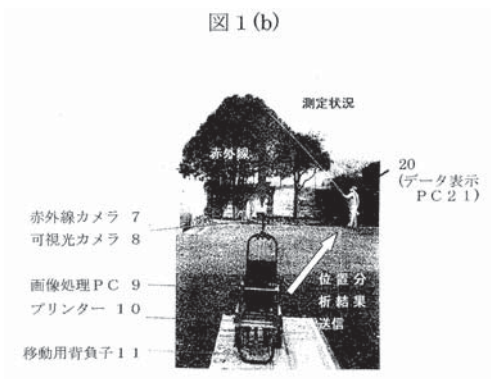 図1(b)
測定状況
赤外線
20
(データ表示
PC21)
赤外線カメラ 7
可視光カメラ 8
画像処理PC 9
プリンター 10
移動用背負子11
位置分
析結果
送信